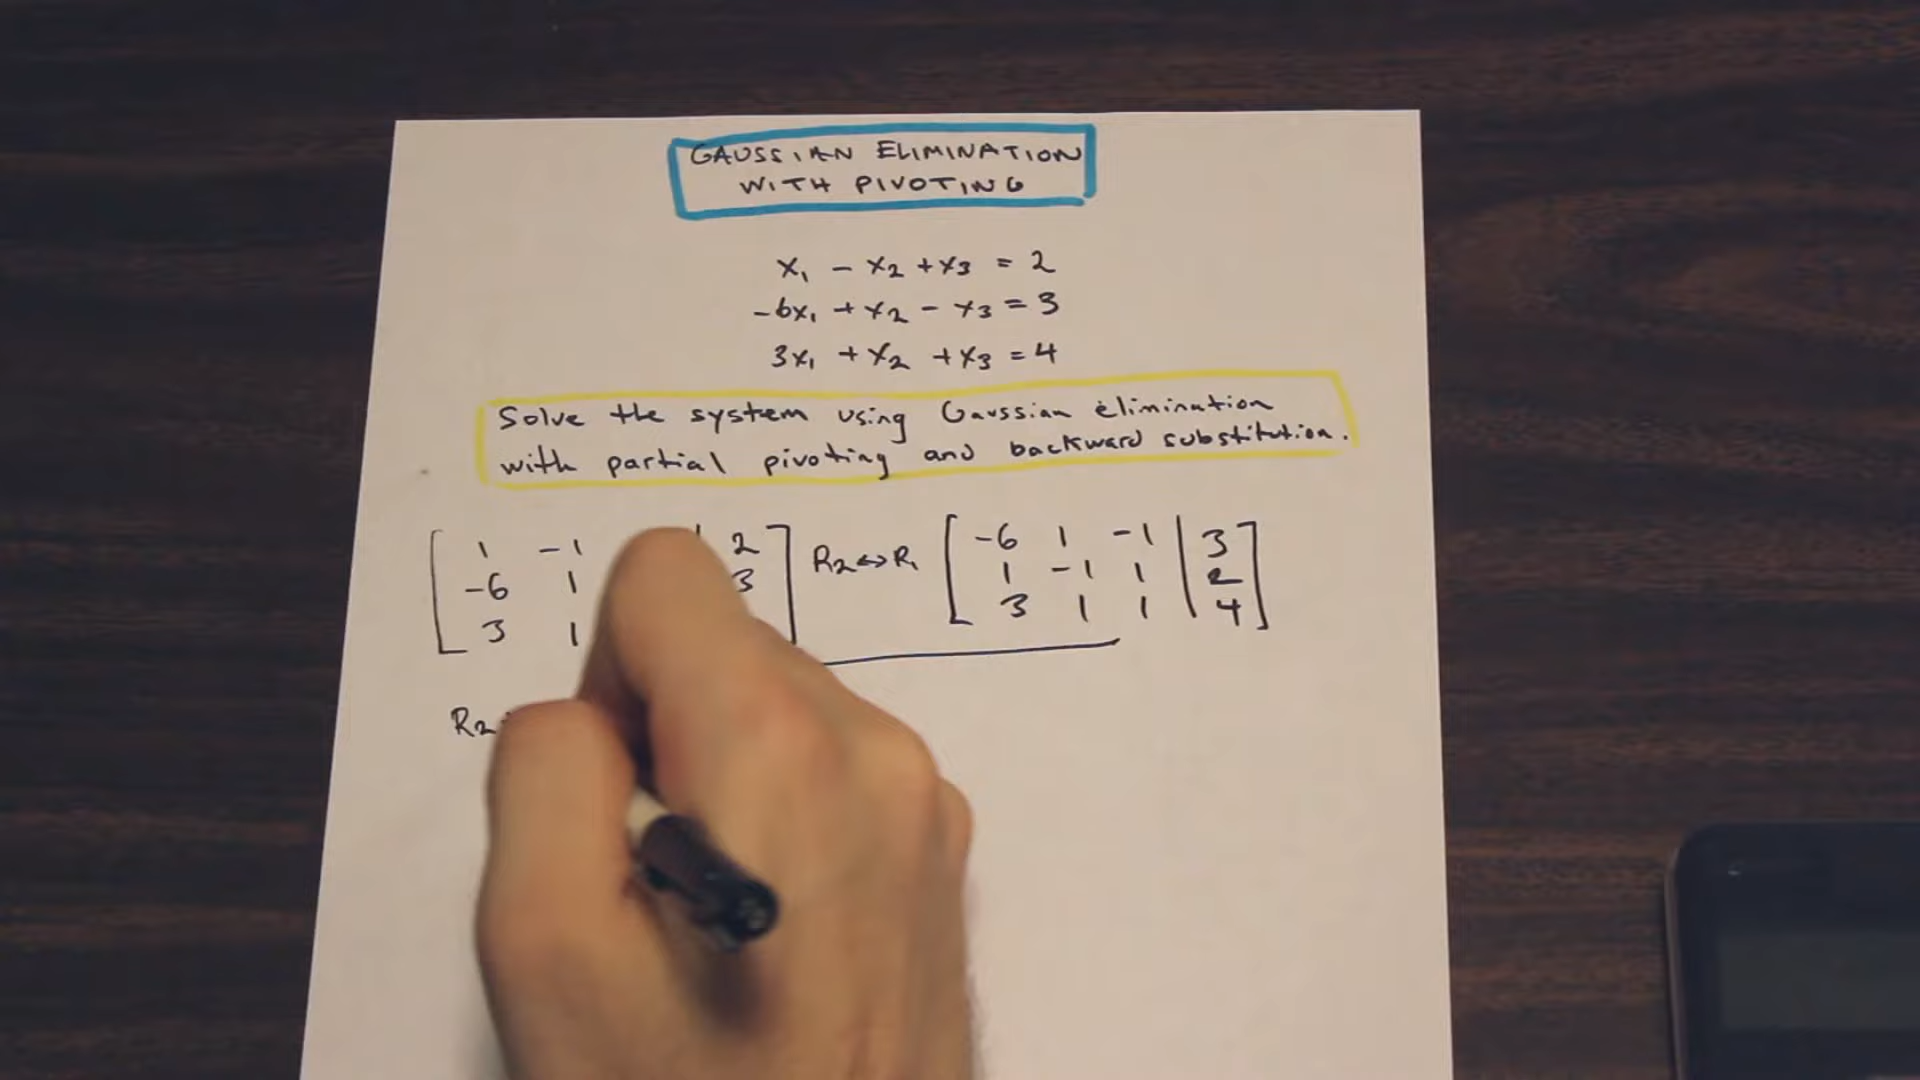 GAUSSIAN ELIMINATION
WITH PIVOTING
x₁ - x₂ + x₃ = 2
-6x₁ + x₂ - x₃ = 3
3x₁ + x₂ + x₃ = 4
Solve the system using Gaussian elimination
with partial pivoting and backward substitution.
1 -1 | 2
-6 1 3
3 1
R₂↔R₁
-6 1 -1 | 3
1 -1 1 | 2
3 1 1 | 4
R₂